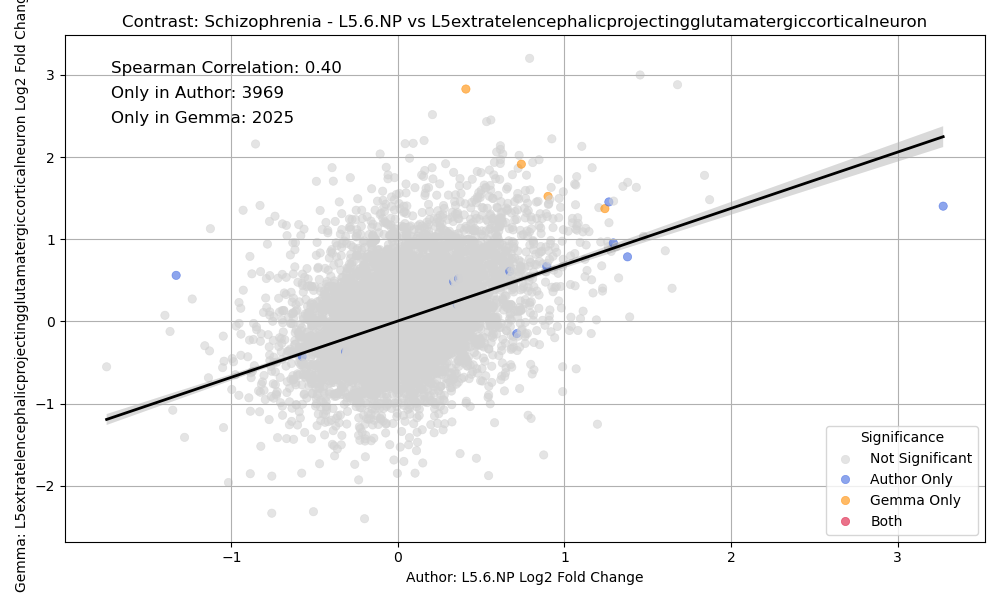 Contrast: Schizophrenia - L5.6.NP vs L5extratelencephalicprojectingglutamatergiccorticalneuron
Gemma: L5extratelencephalicprojectingglutamatergiccorticalneuron Log2 Fold Chang
Spearman Correlation: 0.40
Only in Author: 3969
Only in Gemma: 2025
3
2
1
0
−1
−2
Significance
Not Significant
Author Only
Gemma Only
Both
−1 0 1 2 3
Author: L5.6.NP Log2 Fold Change